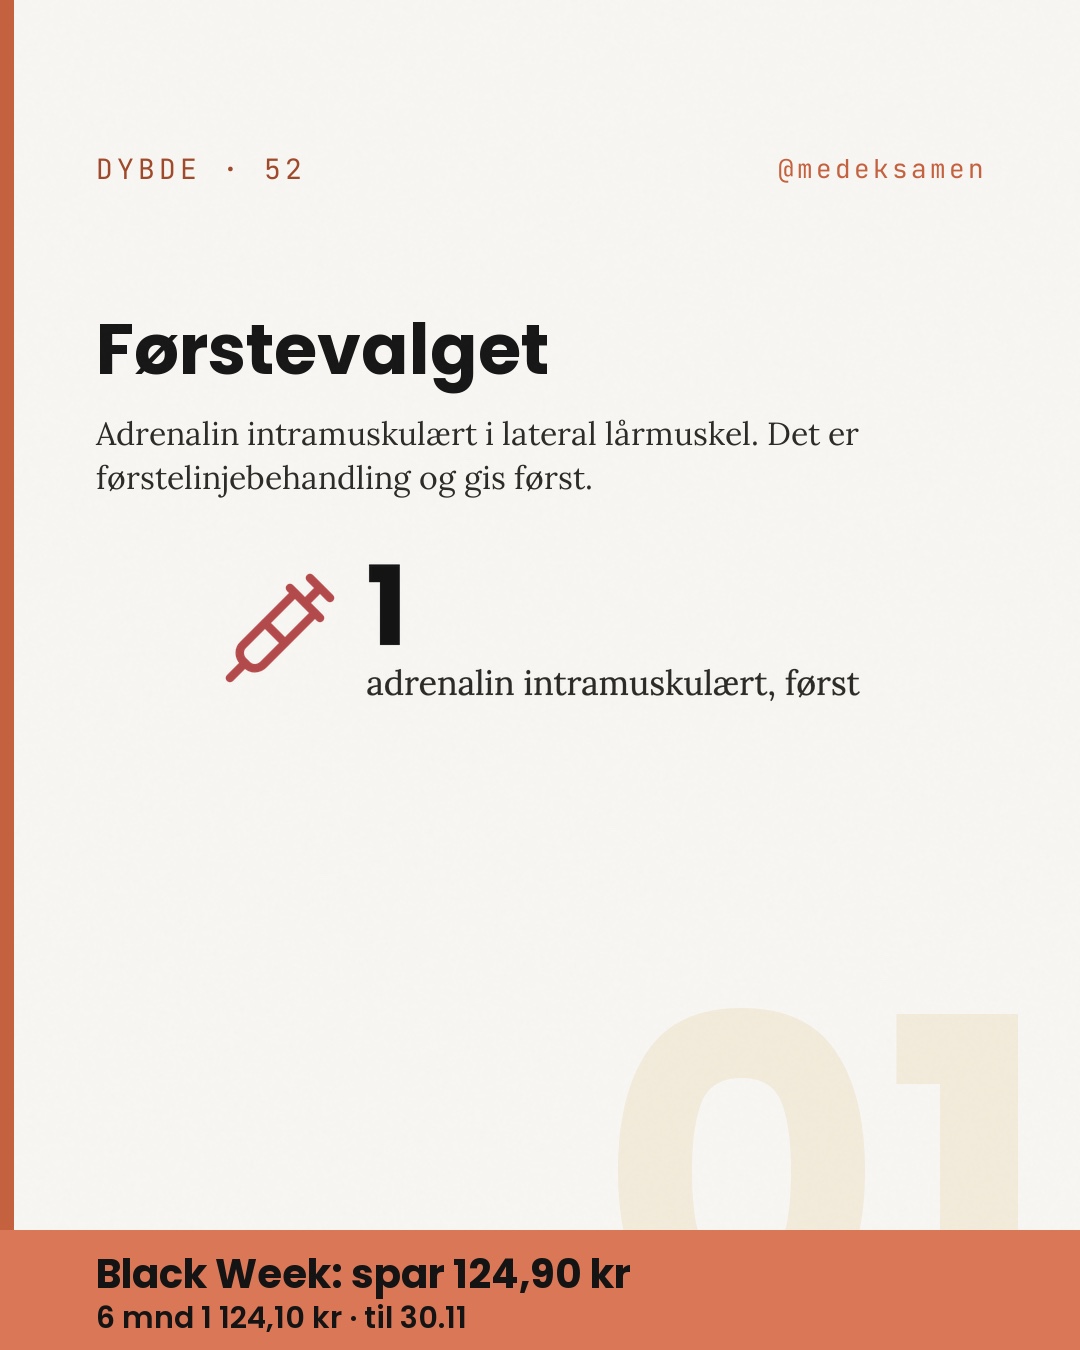 DYBDE · 52
@medeksamen
Førstevalget
Adrenalin intramuskulært i lateral lårmuskel. Det er
førstelinjebehandling og gis først.
1
adrenalin intramuskulært, først
01
Black Week: spar 124,90 kr
6 mnd 1 124,10 kr · til 30.11